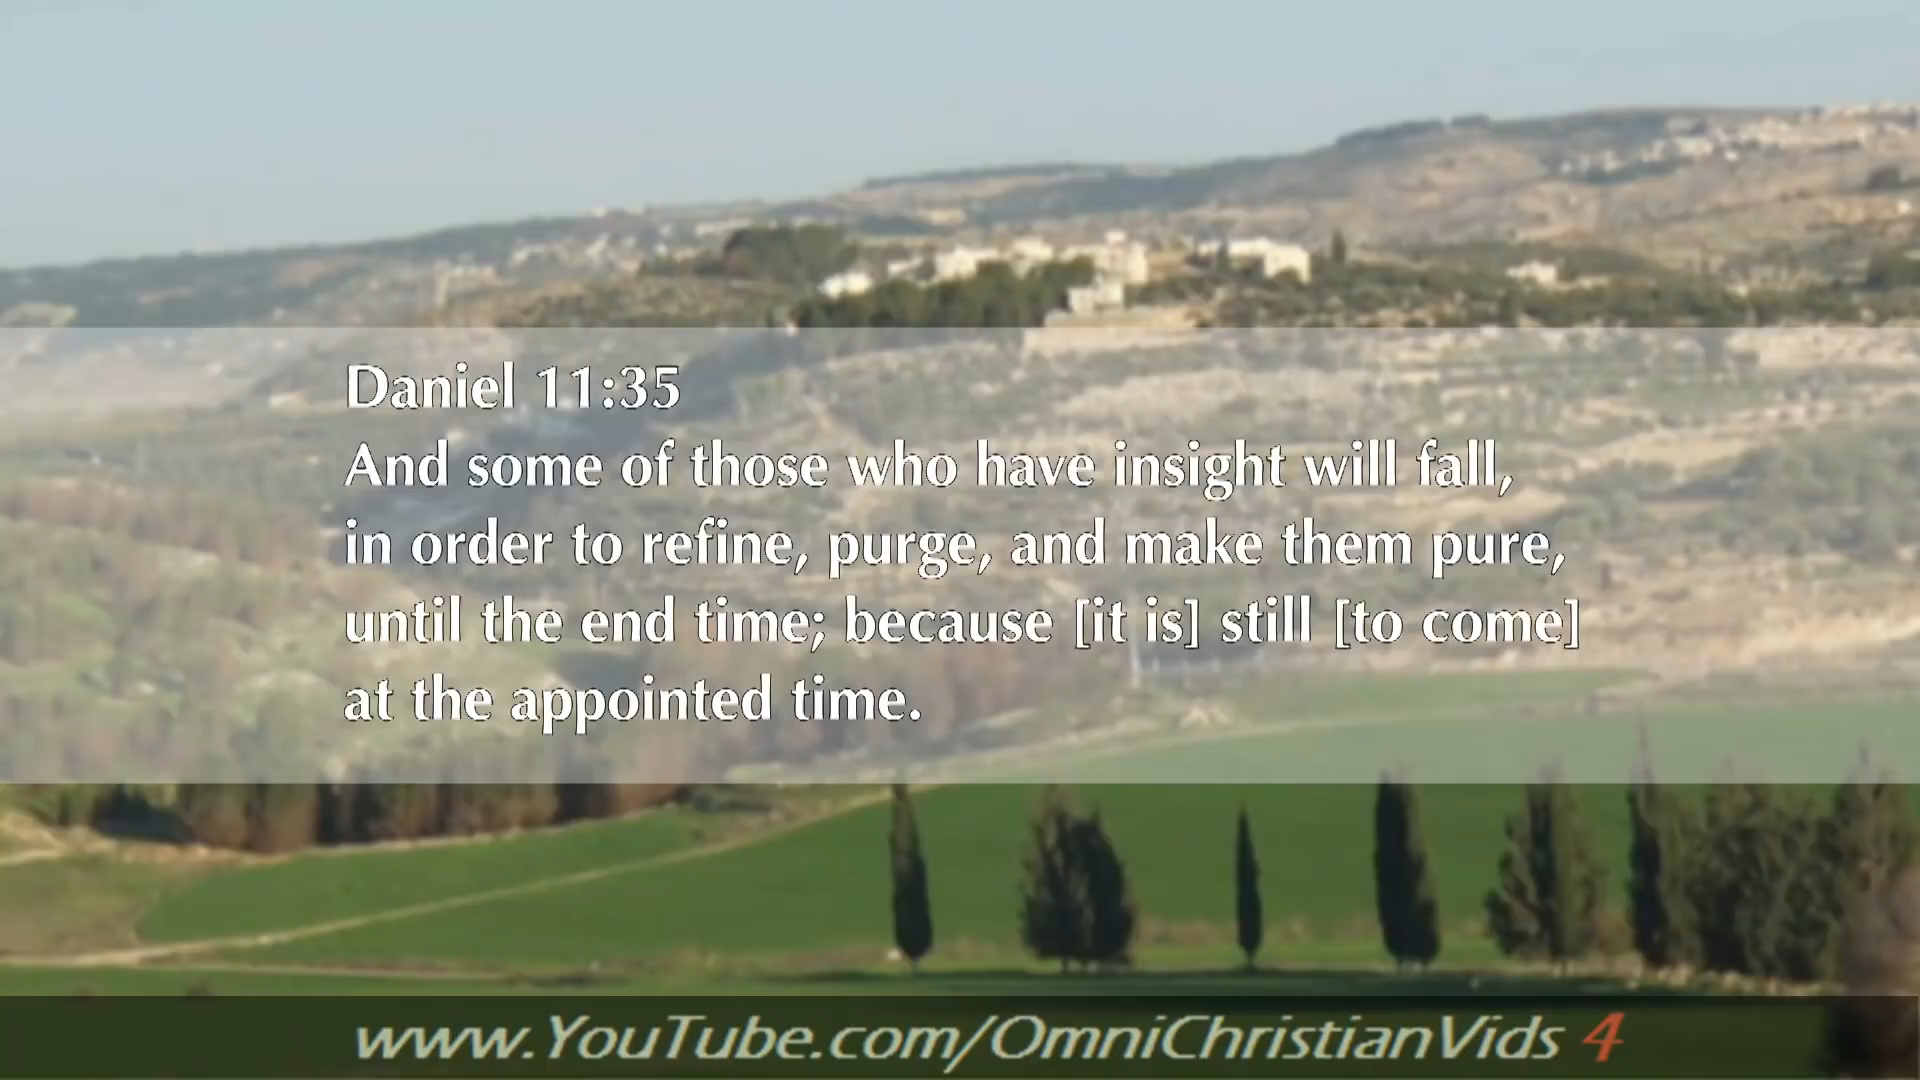 Daniel 11:35
And some of those who have insight will fall,
in order to refine, purge, and make them pure,
until the end time; because [it is] still [to come]
at the appointed time.
www.YouTube.com/OmniChristianVids 4